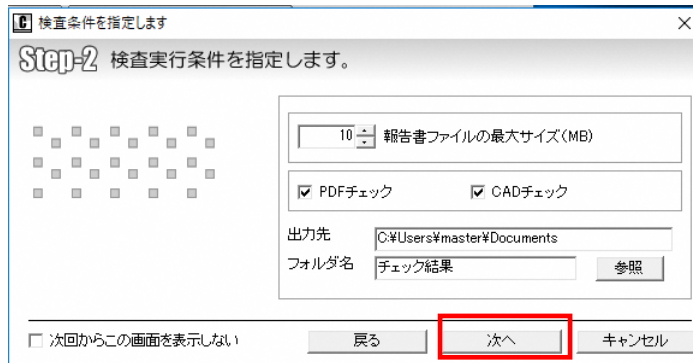 検査条件を指定します
Step-2 検査実行条件を指定します。
10 報告書ファイルの最大サイズ(MB)
PDFチェック CADチェック
出力先 C:¥Users¥master¥Documents
フォルダ名 チェック結果 参照
次回からこの画面を表示しない 戻る 次へ キャンセル